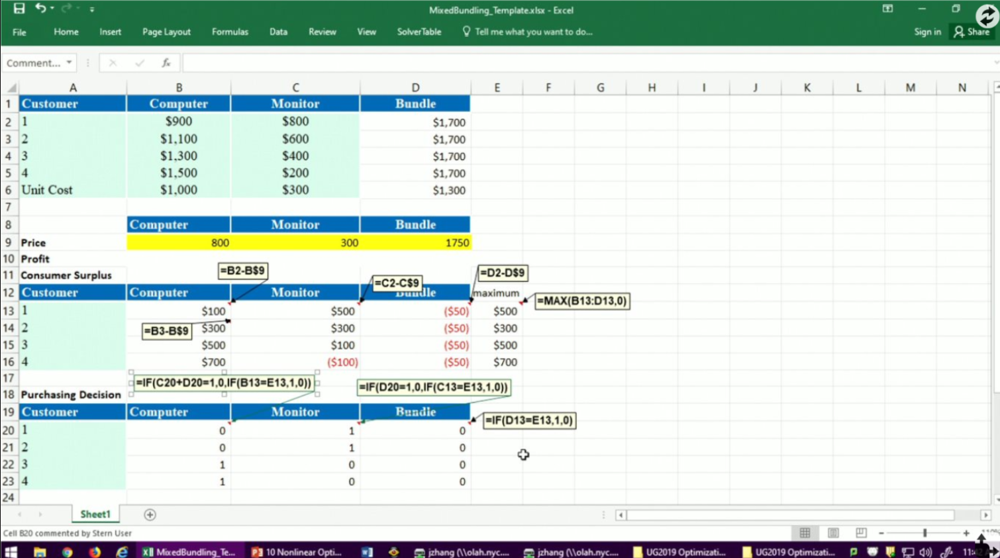 MixedBundling_Template.xlsx - Excel
File Home Insert Page Layout Formulas Data Review View SolverTable Tell me what you want to do... Sign in Share
Comment... fx
A B C D E F G H I J K L M N
1 Customer Computer Monitor Bundle
2 1 $900 $800 $1,700
3 2 $1,100 $600 $1,700
4 3 $1,300 $400 $1,700
5 4 $1,500 $200 $1,700
6 Unit Cost $1,000 $300 $1,300
7
8 Computer Monitor Bundle
9 Price 800 300 1750
10 Profit
=B2-B$9 =D2-D$9
11 Consumer Surplus =C2-C$9
12 Customer Computer Monitor Bundle maximum =MAX(B13:D13,0)
13 1 $100 $500 ($50) $500
14 2 =B3-B$9 $300 $300 ($50) $300
15 3 $500 $100 ($50) $500
16 4 $700 ($100) ($50) $700
17 =IF(C20+D20=1,0,IF(B13=E13,1,0)) =IF(D20=1,0,IF(C13=E13,1,0))
18 Purchasing Decision
19 Customer Computer Monitor Bundle =IF(D13=E13,1,0)
20 1 0 1 0
21 2 0 1 0
22 3 1 0 0
23 4 1 0 0
24
Sheet1
Cell B20 commented by Stern User
MixedBundling_Te... 10 Nonlinear Opti... jzhang (\\olah.nyc.... jzhang (\\olah.nyc.... UG2019 Optimizati... UG2019 Optimizati...